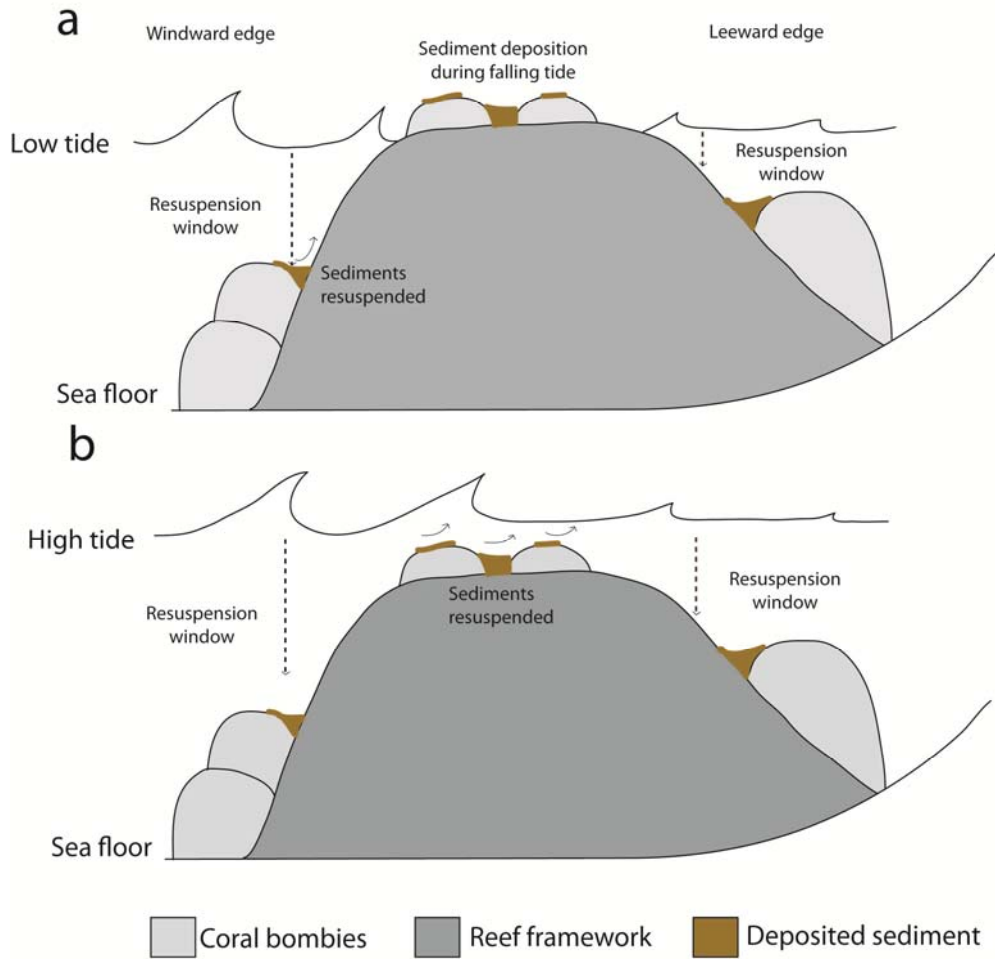 a
Windward edge
Sediment deposition
during falling tide
Leeward edge
Low tide
Resuspension
window
Resuspension
window
Sediments
resuspended
Sea floor
b
High tide
Resuspension
window
Sediments
resuspended
Resuspension
window
Sea floor
Coral bombies
Reef framework
Deposited sediment